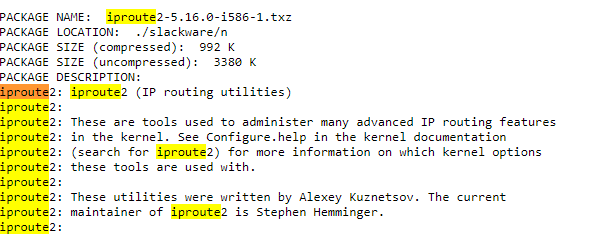 PACKAGE NAME:  iproute2-5.16.0-i586-1.txz
PACKAGE LOCATION:  ./slackware/n
PACKAGE SIZE (compressed):  992 K
PACKAGE SIZE (uncompressed):  3380 K
PACKAGE DESCRIPTION:
iproute2: iproute2 (IP routing utilities)
iproute2:
iproute2: These are tools used to administer many advanced IP routing features
iproute2: in the kernel. See Configure.help in the kernel documentation
iproute2: (search for iproute2) for more information on which kernel options
iproute2: these tools are used with.
iproute2:
iproute2: These utilities were written by Alexey Kuznetsov. The current
iproute2: maintainer of iproute2 is Stephen Hemminger.
iproute2: